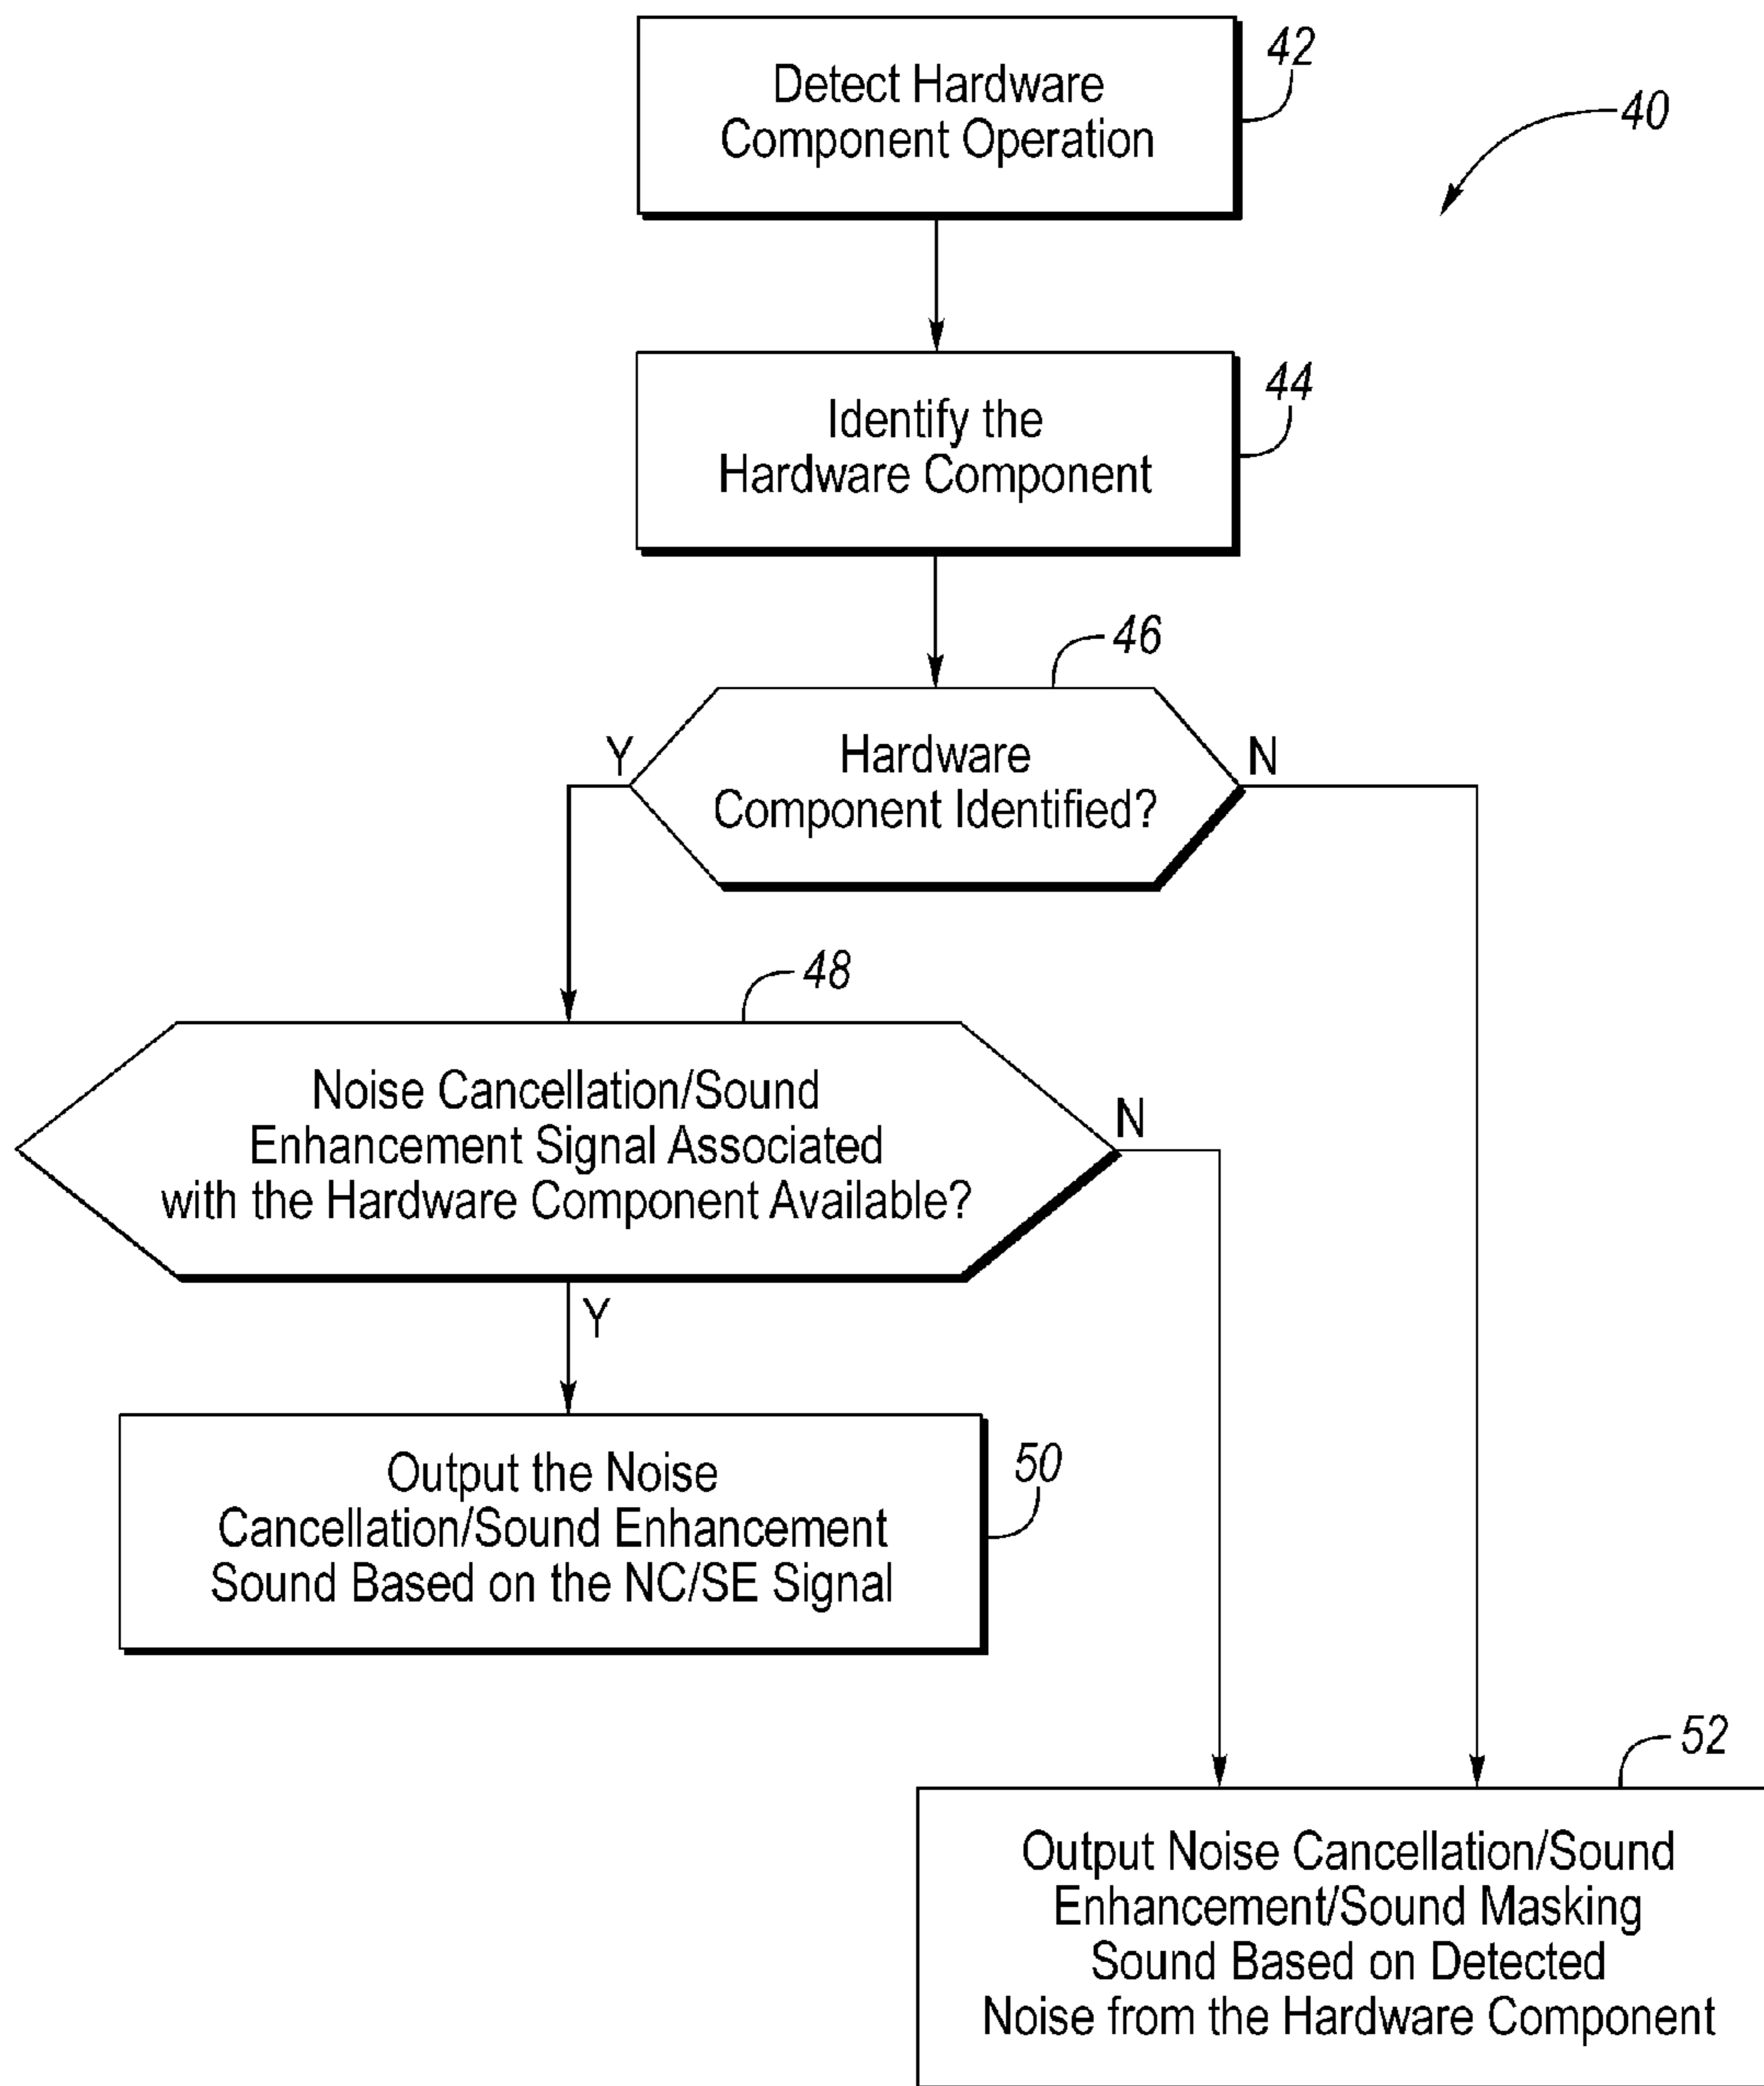 Detect Hardware
Component Operation
42
40
Identify the
Hardware Component
44
46
Hardware
Component Identified?
Y
N
48
Noise Cancellation/Sound
Enhancement Signal Associated
with the Hardware Component Available?
N
Y
Output the Noise
Cancellation/Sound Enhancement
Sound Based on the NC/SE Signal
50
52
Output Noise Cancellation/Sound
Enhancement/Sound Masking
Sound Based on Detected
Noise from the Hardware Component